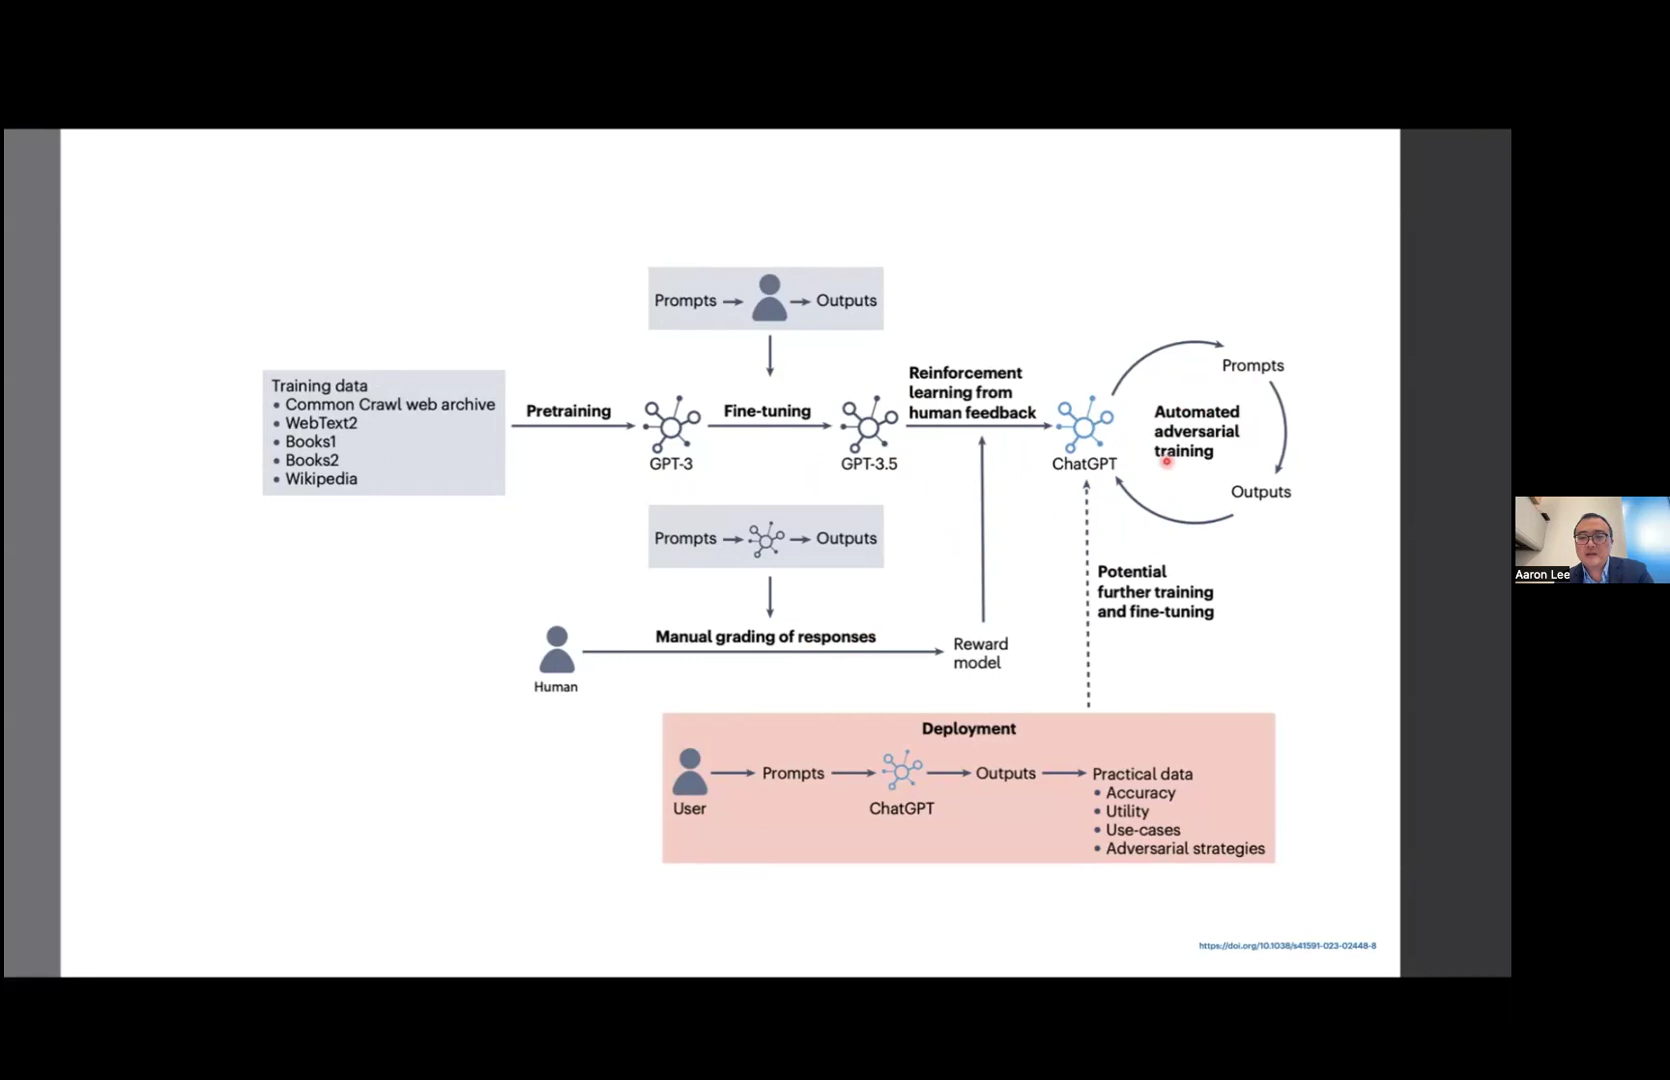 Prompts
Outputs
Training data
• Common Crawl web archive
• WebText2
• Books1
• Books2
• Wikipedia
Pretraining
GPT-3
Fine-tuning
GPT-3.5
Reinforcement
learning from
human feedback
ChatGPT
Prompts
Automated
adversarial
training
Outputs
Prompts
Outputs
Manual grading of responses
Human
Reward
model
Potential
further training
and fine-tuning
Deployment
User
Prompts
ChatGPT
Outputs
Practical data
• Accuracy
• Utility
• Use-cases
• Adversarial strategies
https://doi.org/10.1038/s41591-023-02448-8
Aaron Lee